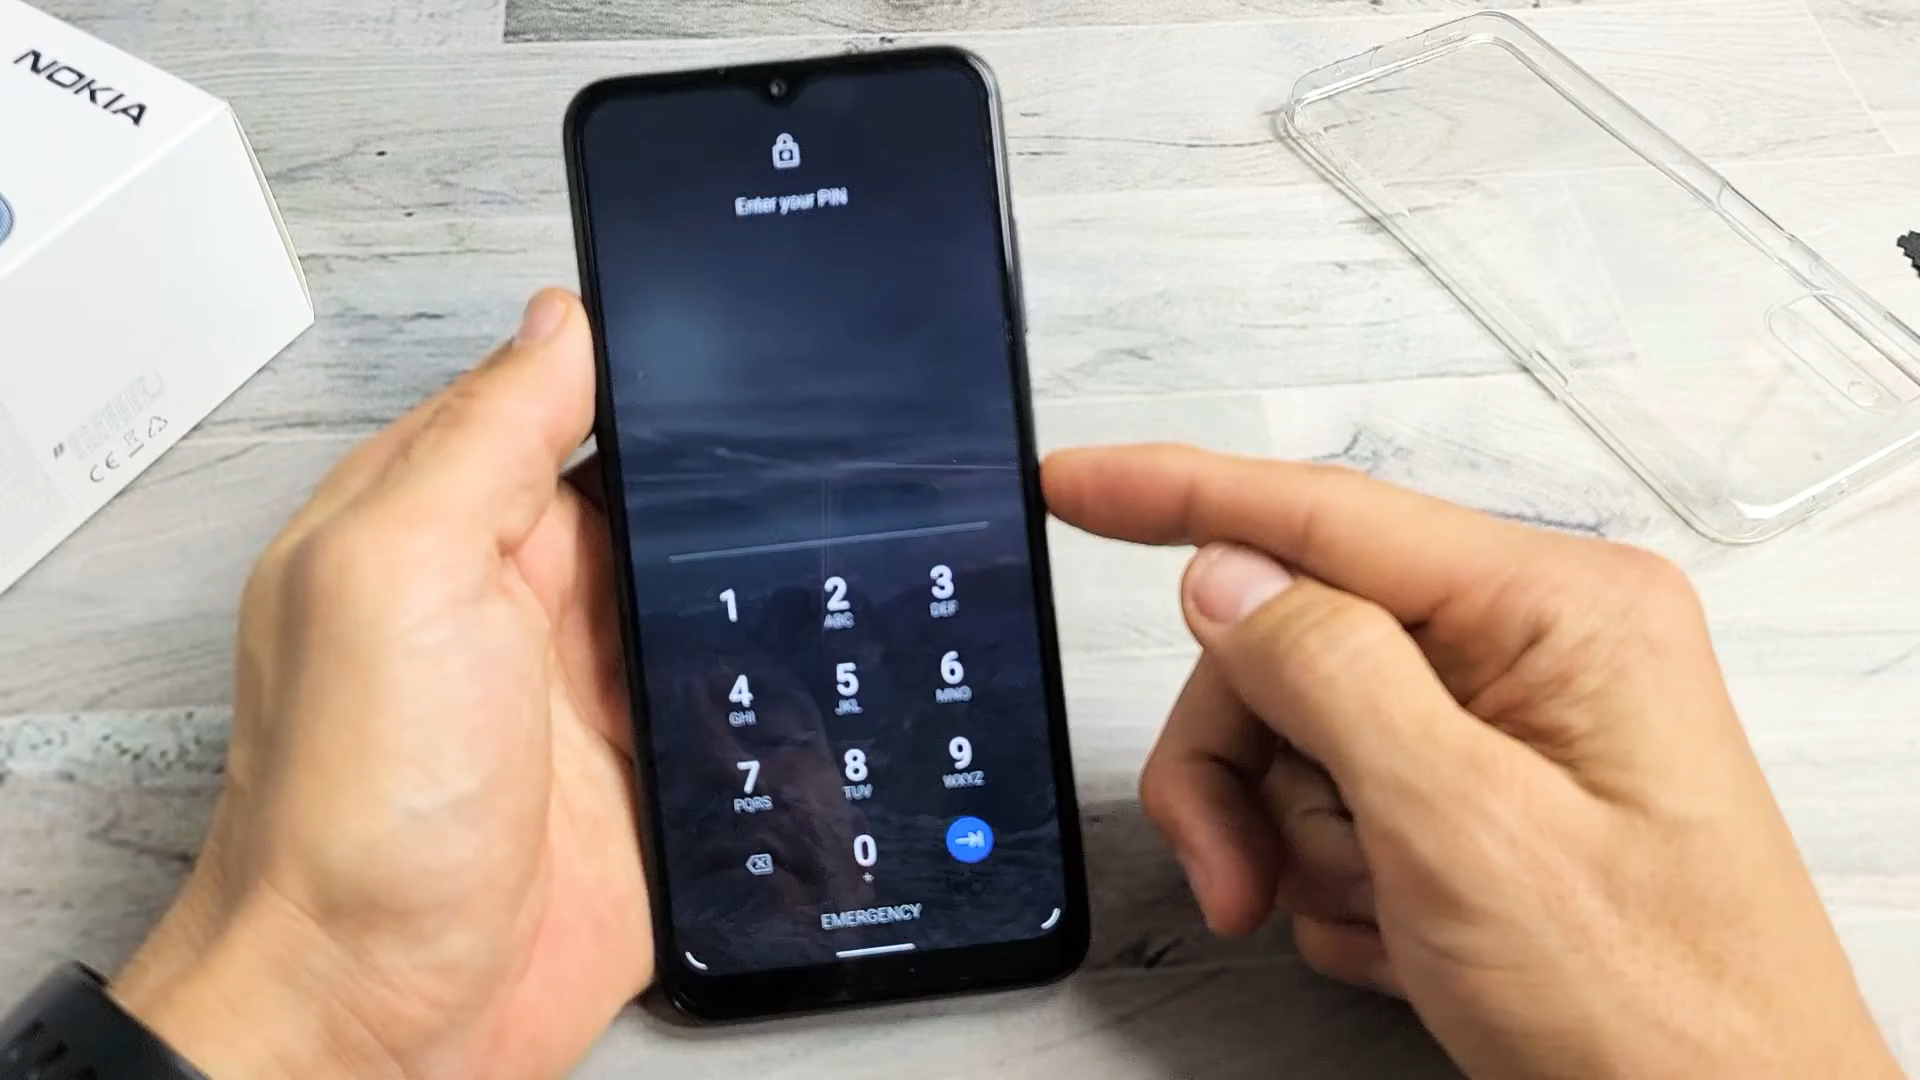 NOKIA
CE
Enter your PIN
1
2
ABC
3
DEF
4
GHI
5
JKL
6
MNO
7
PQRS
8
TUV
9
WXYZ
0
*
EMERGENCY